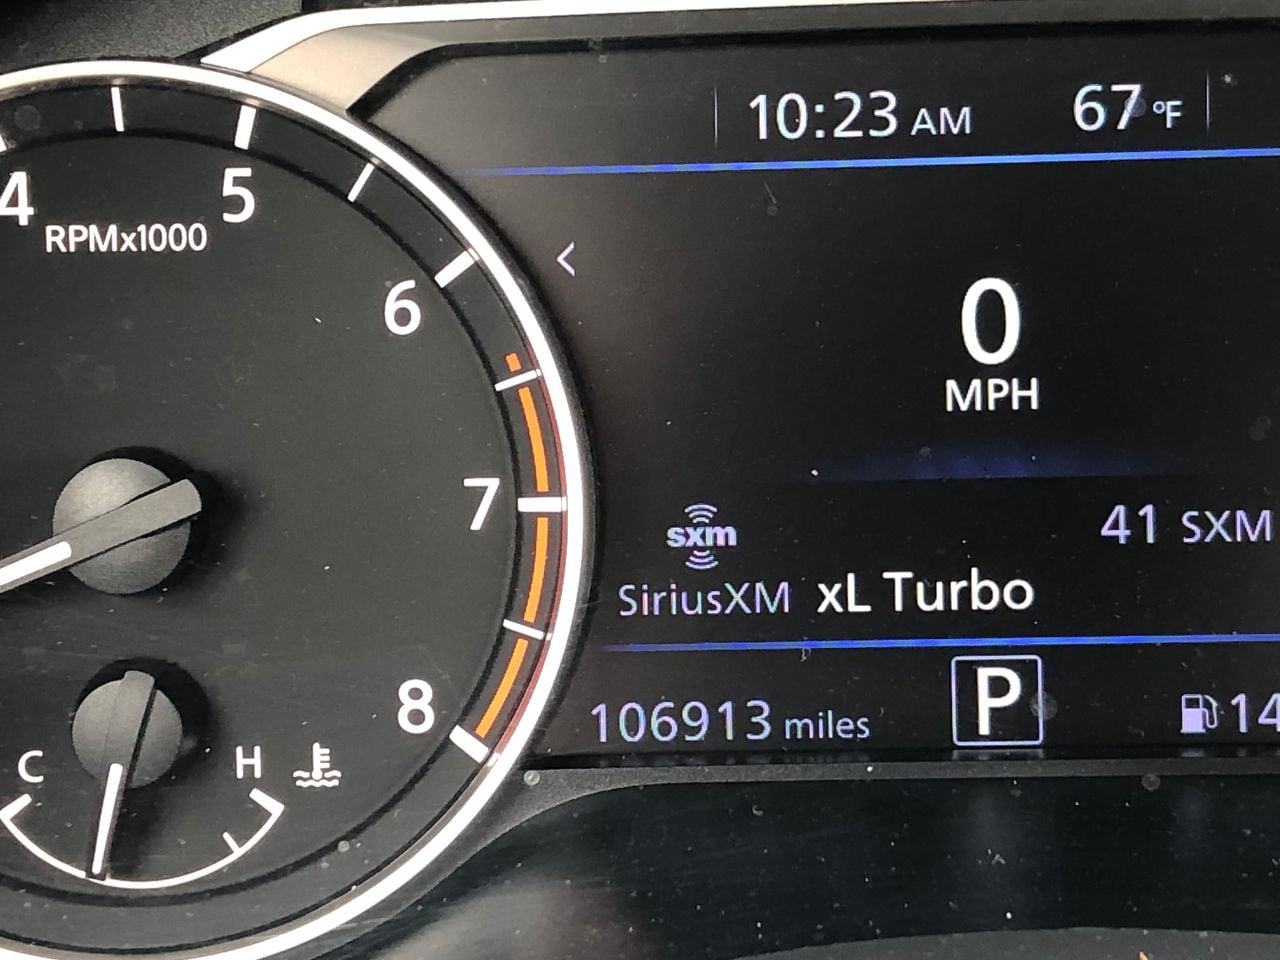 10:23 AM 67 °F
4
5
RPMx1000
6
<
0
MPH
7
sxm
41 SXM
SiriusXM xL Turbo
8
106913 miles
P
14
C
H